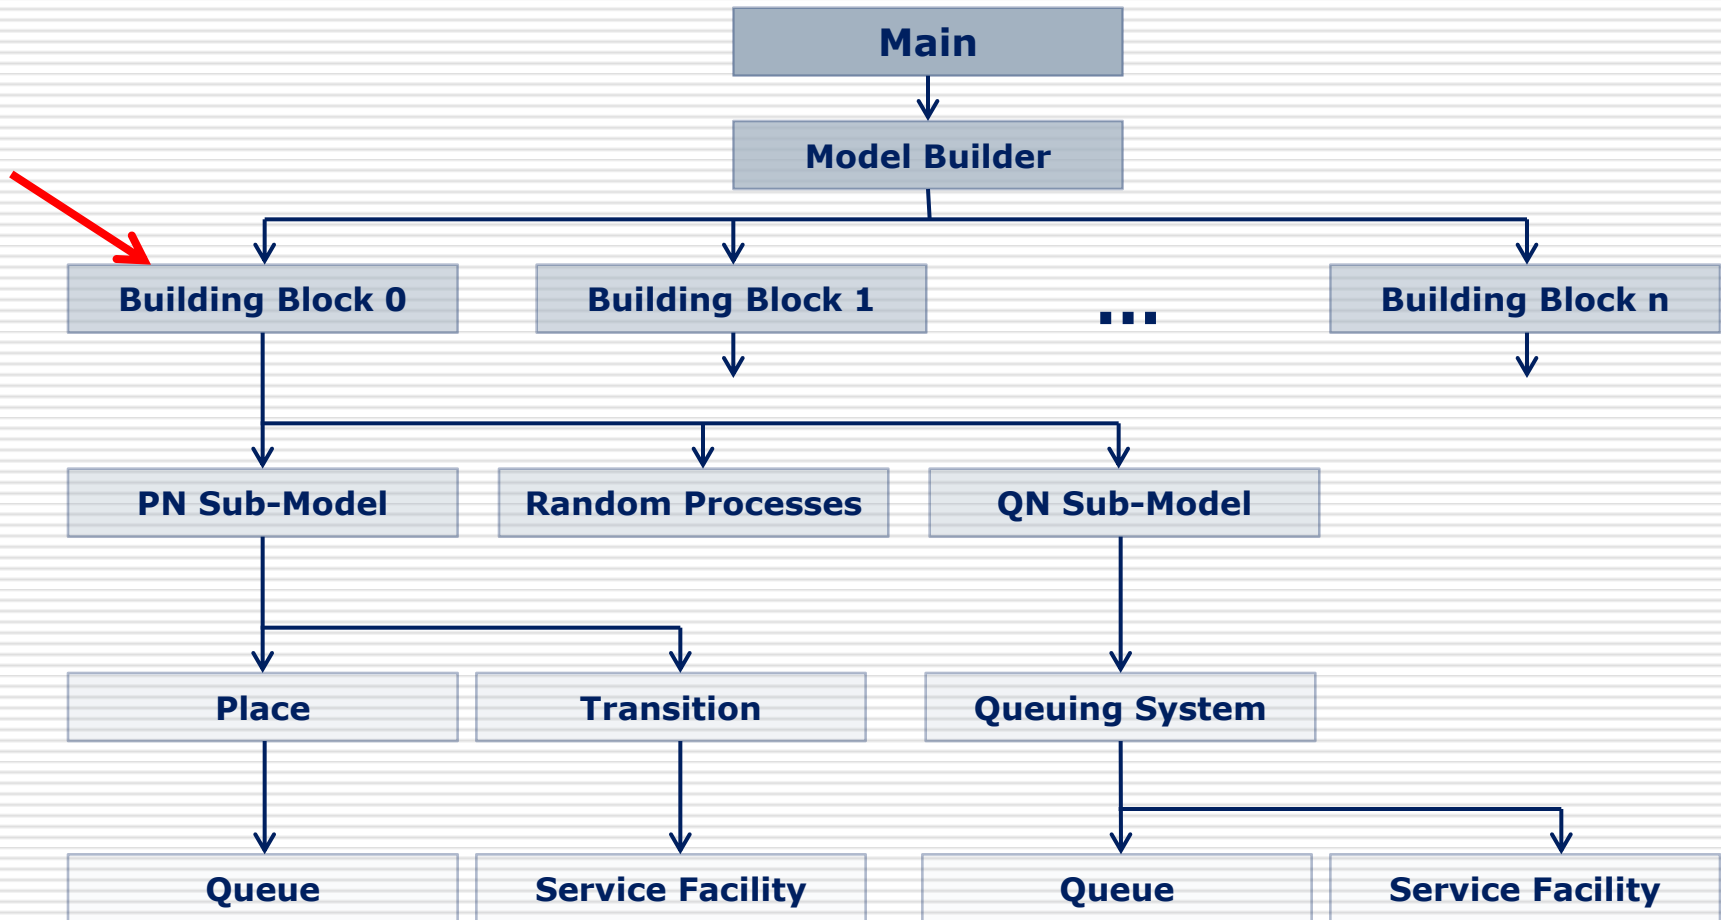 Main
Model Builder
Building Block 0
Building Block 1
...
Building Block n
PN Sub-Model
Random Processes
QN Sub-Model
Place
Transition
Queuing System
Queue
Service Facility
Queue
Service Facility